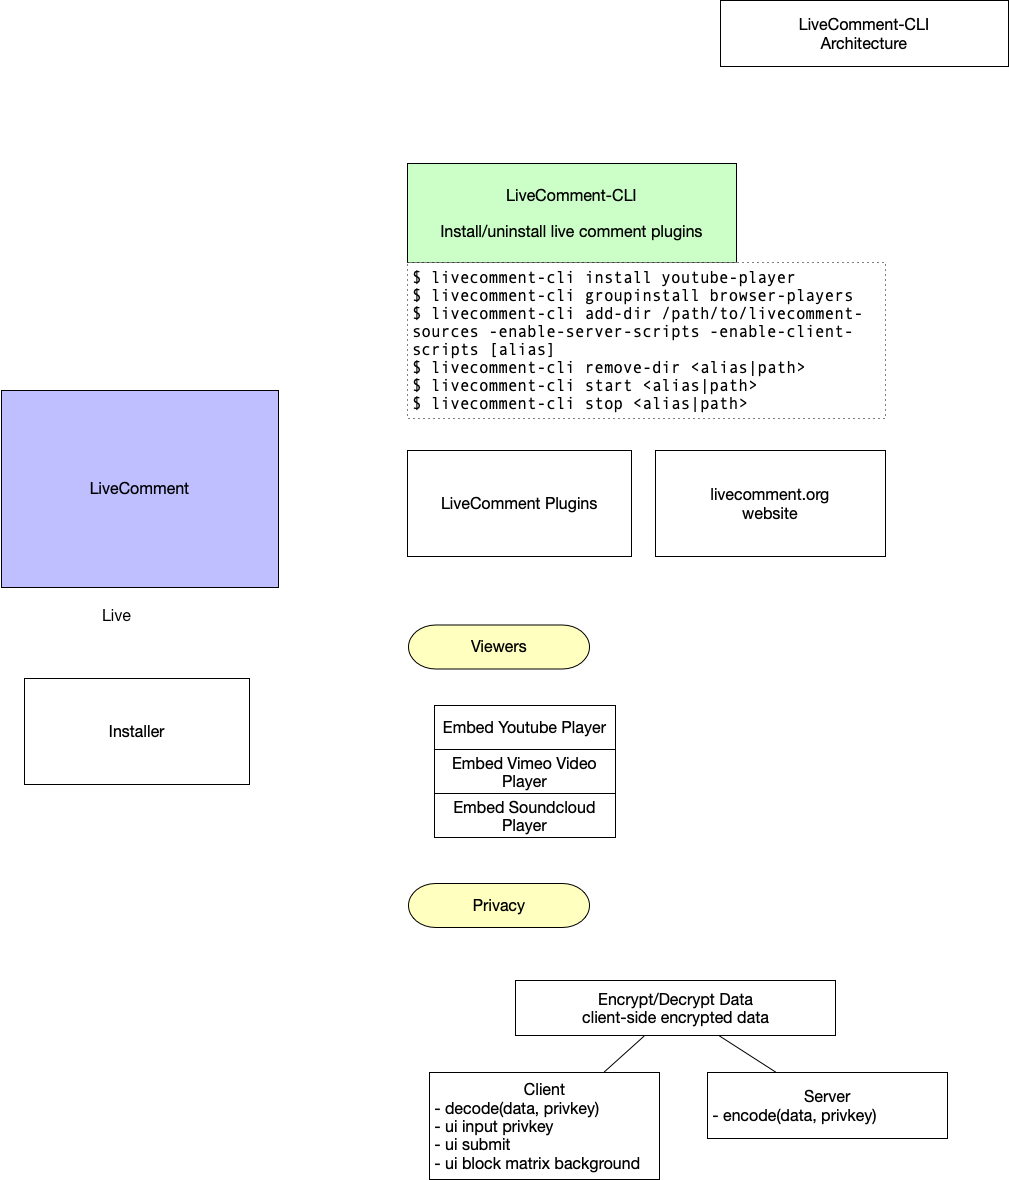 LiveComment-CLI
Architecture
LiveComment-CLI
Install/uninstall live comment plugins
$ livecomment-cli install youtube-player
$ livecomment-cli groupinstall browser-players
$ livecomment-cli add-dir /path/to/livecomment-
sources -enable-server-scripts -enable-client-
scripts [alias]
$ livecomment-cli remove-dir <alias|path>
$ livecomment-cli start <alias|path>
$ livecomment-cli stop <alias|path>
LiveComment
LiveComment Plugins
livecomment.org
website
Live
Viewers
Installer
Embed Youtube Player
Embed Vimeo Video
Player
Embed Soundcloud
Player
Privacy
Encrypt/Decrypt Data
client-side encrypted data
Client
- decode(data, privkey)
- ui input privkey
- ui submit
- ui block matrix background
Server
- encode(data, privkey)